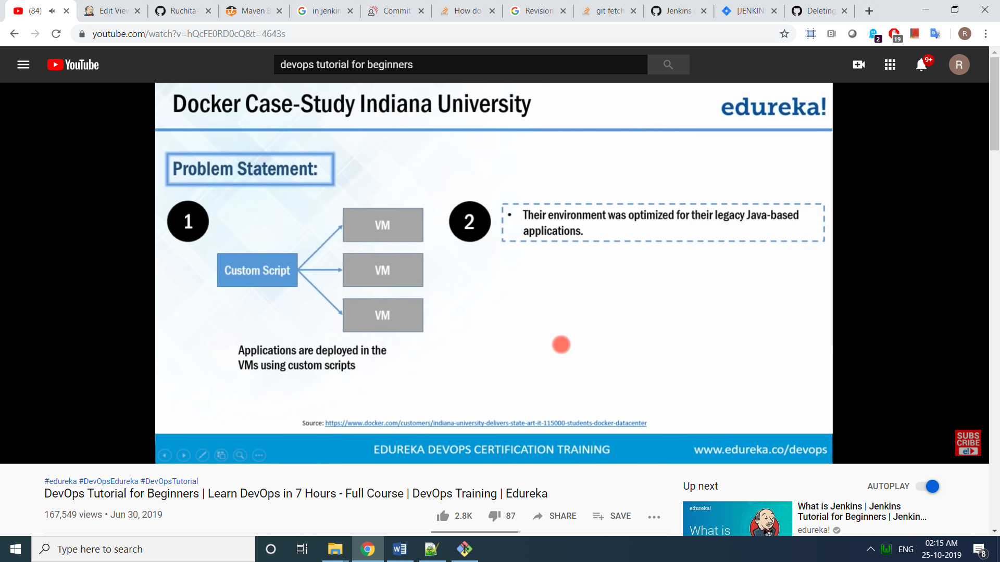 (84)
Edit View
Ruchita-
Maven B
in jenkin
Commit
How do
Revision
git fetch
Jenkins
[JENKIN
Deleting
youtube.com/watch?v=hQcFE0RD0cQ&t=4643s
2
19
R
YouTube
devops tutorial for beginners
9+
R
Docker Case-Study Indiana University
edureka!
Problem Statement:
1
VM
Custom Script
VM
VM
Applications are deployed in the
VMs using custom scripts
2
• Their environment was optimized for their legacy Java-based
applications.
Source: https://www.docker.com/customers/indiana-university-delivers-state-art-it-115000-students-docker-datacenter
EDUREKA DEVOPS CERTIFICATION TRAINING
www.edureka.co/devops
SUBS
CRIBE
e!
#edureka #DevOpsEdureka #DevOpsTutorial
DevOps Tutorial for Beginners | Learn DevOps in 7 Hours - Full Course | DevOps Training | Edureka
167,549 views • Jun 30, 2019
2.8K
87
SHARE
SAVE
Up next
AUTOPLAY
edureka!
What is
What is Jenkins | Jenkins
Tutorial for Beginners | Jenkin...
edureka!
Type here to search
ENG
02:15 AM
25-10-2019
8